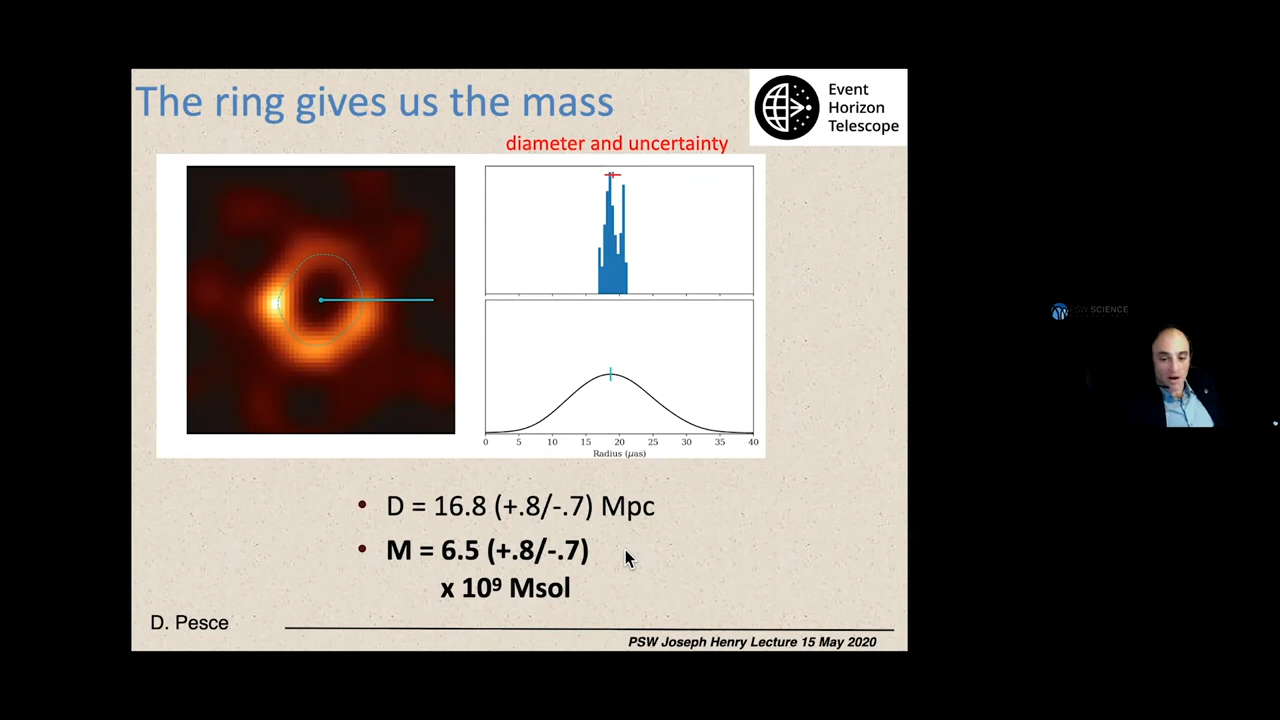 The ring gives us the mass
Event
Horizon
Telescope
diameter and uncertainty
0 5 10 15 20 25 30 35 40
Radius (μas)
• D = 16.8 (+.8/-.7) Mpc
• M = 6.5 (+.8/-.7)
x 10⁹ Msol
D. Pesce
PSW Joseph Henry Lecture 15 May 2020
PSW SCIENCE